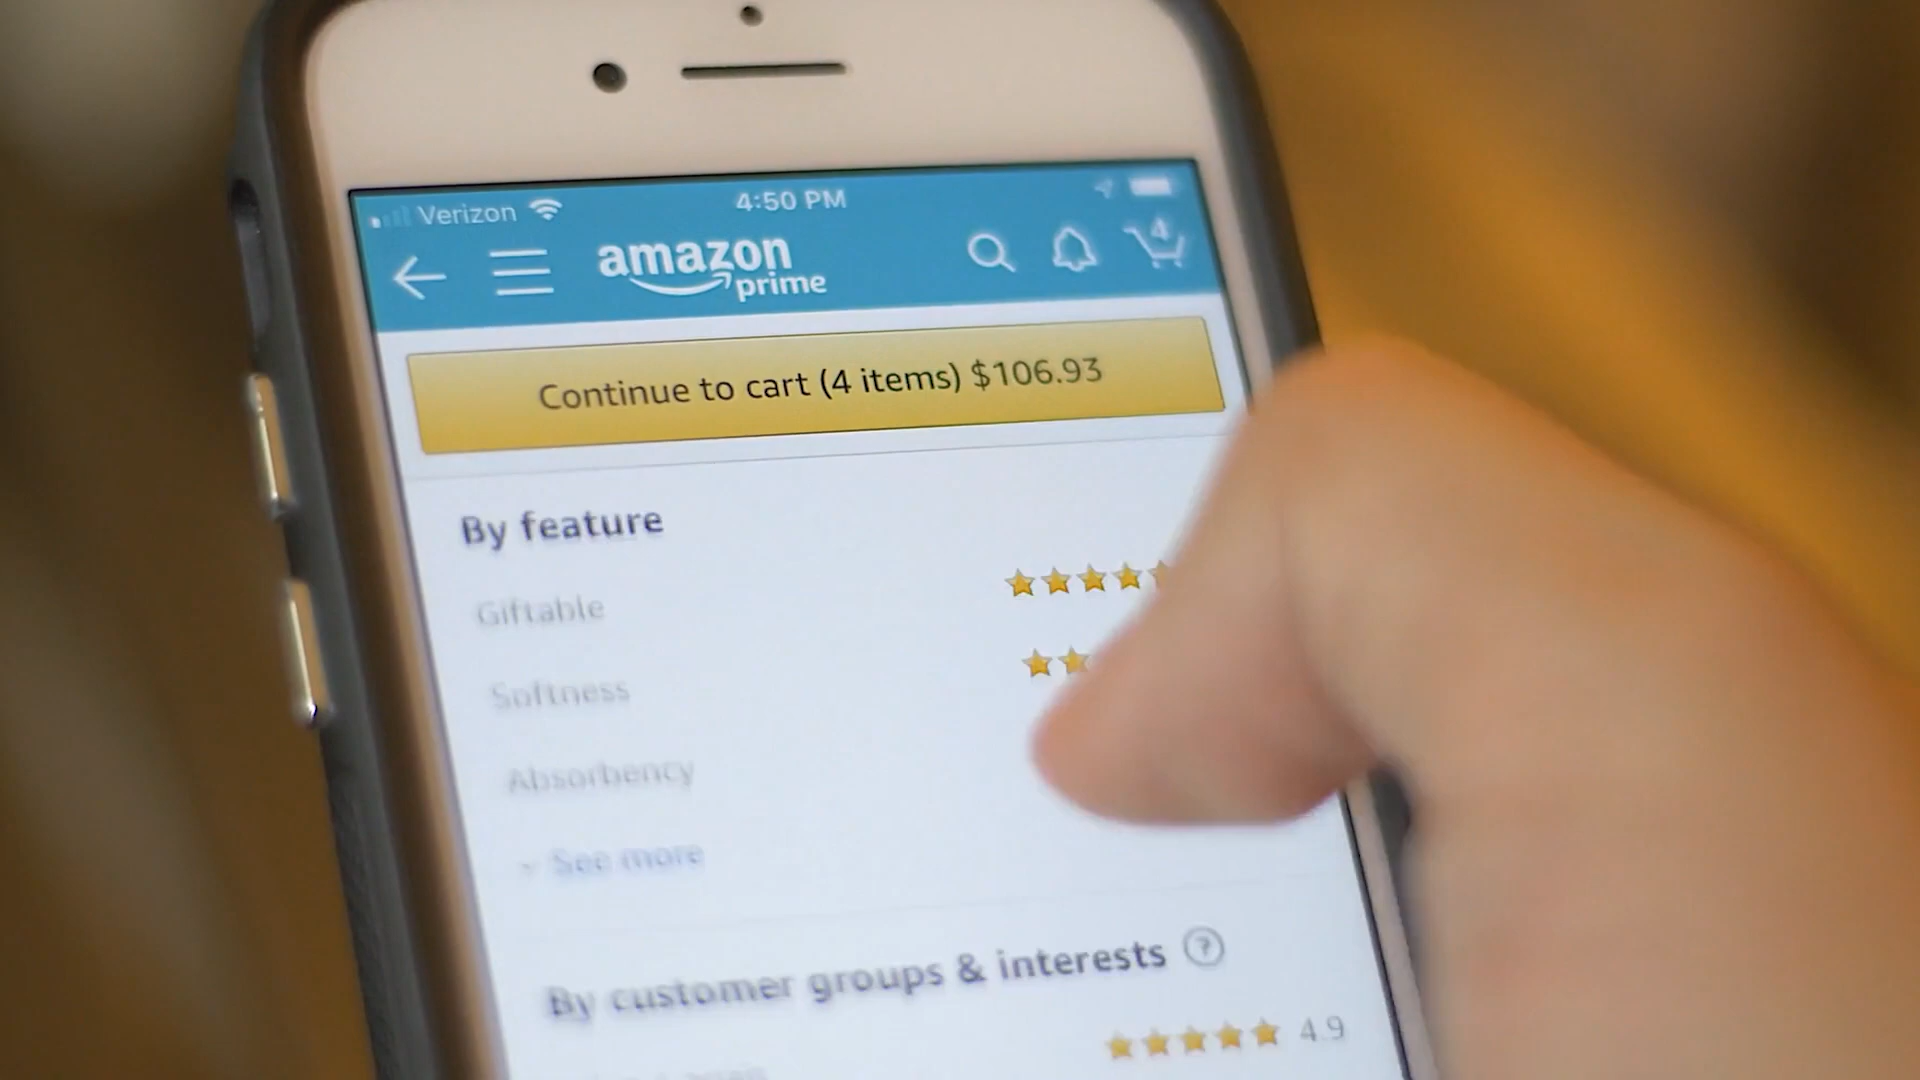 Verizon 4:50 PM
amazon prime 4
Continue to cart (4 items) $106.93
By feature
Giftable
Softness
Absorbency
See more
By customer groups & interests ?
4.9